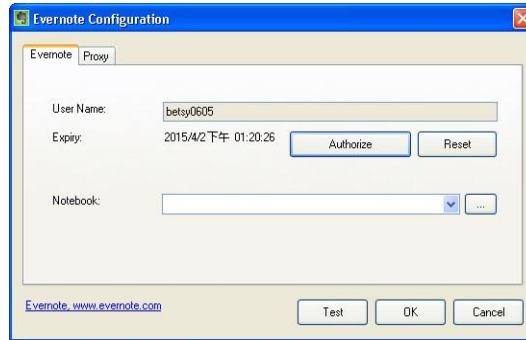 Evernote Configuration
Evernote Proxy
User Name: betsy0605
Expiry: 2015/4/2下午 01:20:26 Authorize Reset
Notebook: ...
Evernote, www.evernote.com Test OK Cancel